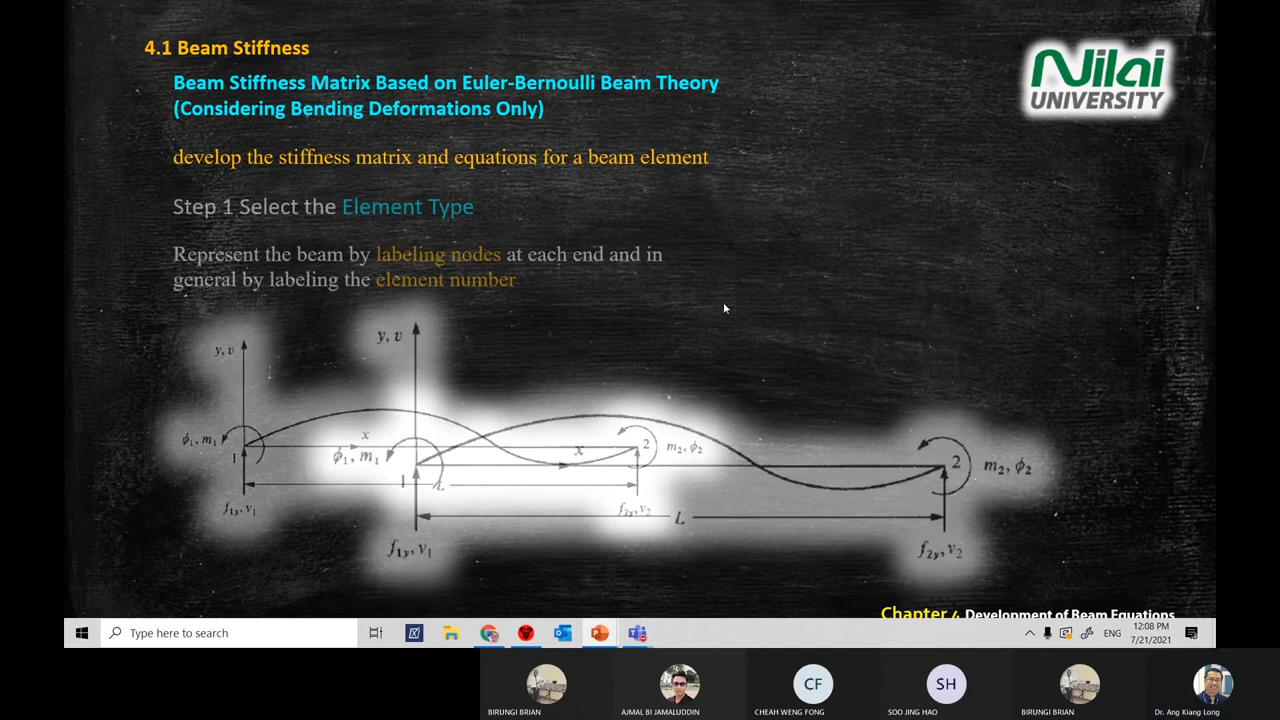 4.1 Beam Stiffness
Nilai
UNIVERSITY
Beam Stiffness Matrix Based on Euler-Bernoulli Beam Theory
(Considering Bending Deformations Only)
develop the stiffness matrix and equations for a beam element
Step 1 Select the Element Type
Represent the beam by labeling nodes at each end and in
general by labeling the element number
y, v
y, v
ϕ₁, m₁
x
ϕ₁, m₁
x
2
m₂, ϕ₂
2
m₂, ϕ₂
1
1
L
L
f₁y, v₁
f₂y, v₂
f₁y, v₁
f₂y, v₂
Chapter 4 Development of Beam Equations
Type here to search
ENG
12:08 PM
7/21/2021
CF
SH
BIRUNGI BRIAN
AJMAL BI JAMALUDDIN
CHEAH WENG FONG
SOO JING HAO
BIRUNGI BRIAN
Dr. Ang Kiang Long